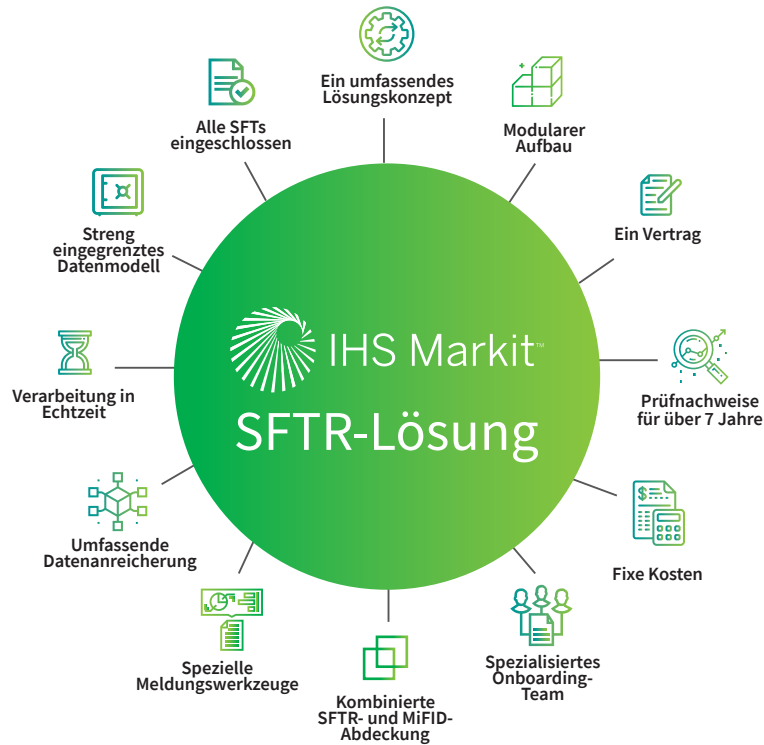 Ein umfassendes
Lösungskonzept
Modularer
Aufbau
Ein Vertrag
Prüfnachweise
für über 7 Jahre
Fixe Kosten
Spezialisiertes
Onboarding-
Team
Kombinierte
SFTR- und MiFID-
Abdeckung
Spezielle
Meldungswerkzeuge
Umfassende
Datenanreicherung
Verarbeitung in
Echtzeit
Streng
eingegrenztes
Datenmodell
Alle SFTs
eingeschlossen
IHS Markit™
SFTR-Lösung